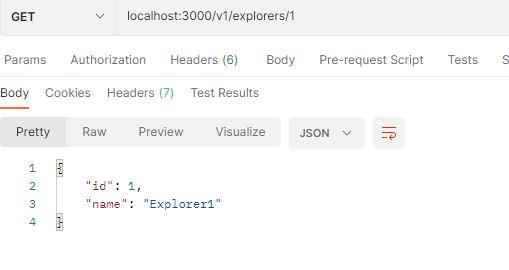 GET localhost:3000/v1/explorers/1
Params Authorization Headers (6) Body Pre-request Script Tests S
Body Cookies Headers (7) Test Results
Pretty Raw Preview Visualize JSON
1 {
2 "id": 1,
3 "name": "Explorer1"
4 }